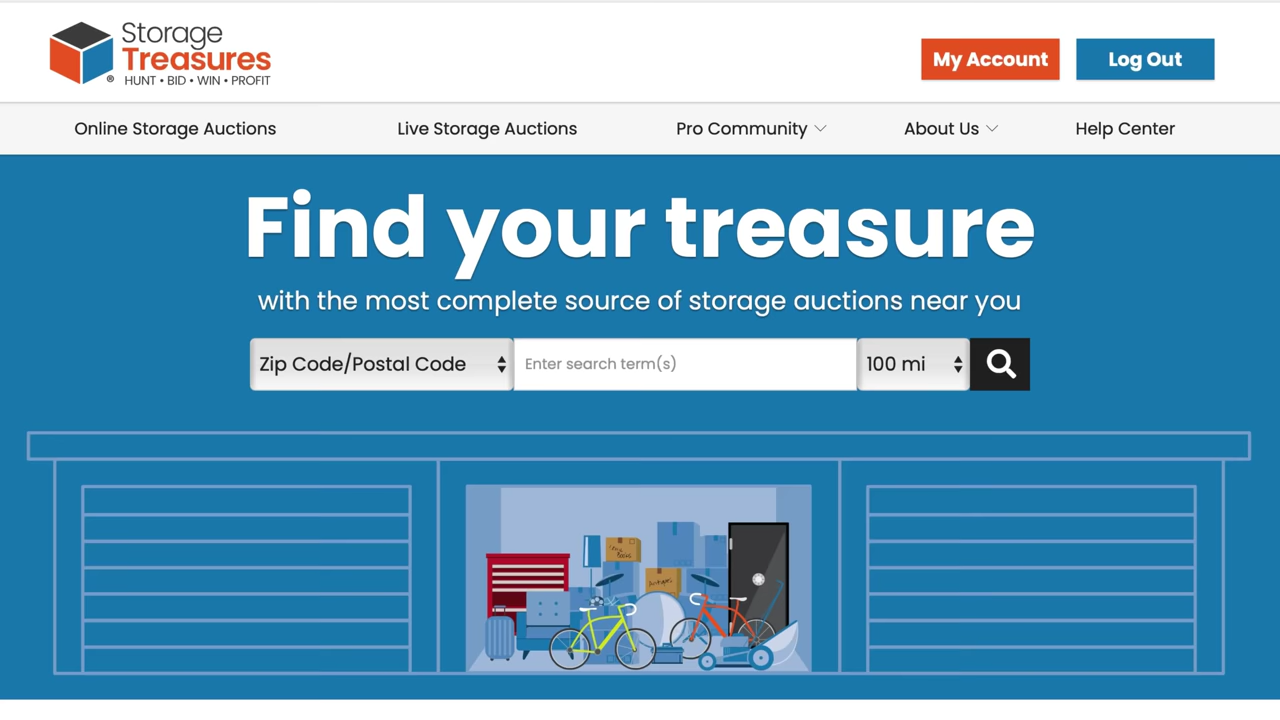 Storage
Treasures
®
HUNT • BID • WIN • PROFIT
My Account
Log Out
Online Storage Auctions
Live Storage Auctions
Pro Community
About Us
Help Center
Find your treasure
with the most complete source of storage auctions near you
Zip Code/Postal Code
Enter search term(s)
100 mi